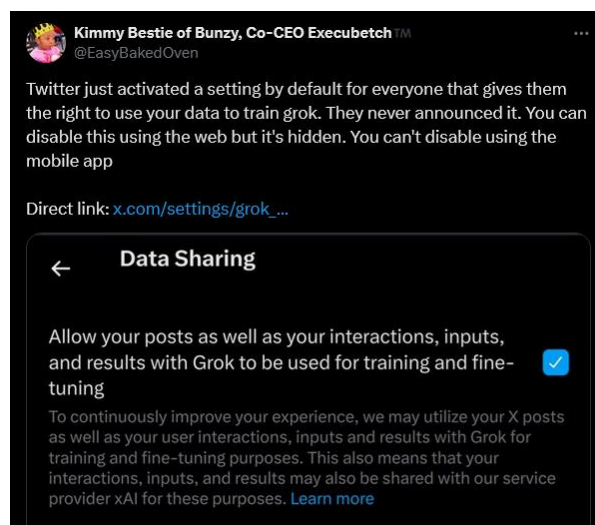 Kimmy Bestie of Bunzy, Co-CEO Execubetch™
@EasyBakedOven
Twitter just activated a setting by default for everyone that gives them
the right to use your data to train grok. They never announced it. You can
disable this using the web but it's hidden. You can't disable using the
mobile app
Direct link: x.com/settings/grok_...
Data Sharing
Allow your posts as well as your interactions, inputs,
and results with Grok to be used for training and fine-
tuning
To continuously improve your experience, we may utilize your X posts
as well as your user interactions, inputs and results with Grok for
training and fine-tuning purposes. This also means that your
interactions, inputs, and results may also be shared with our service
provider xAI for these purposes. Learn more